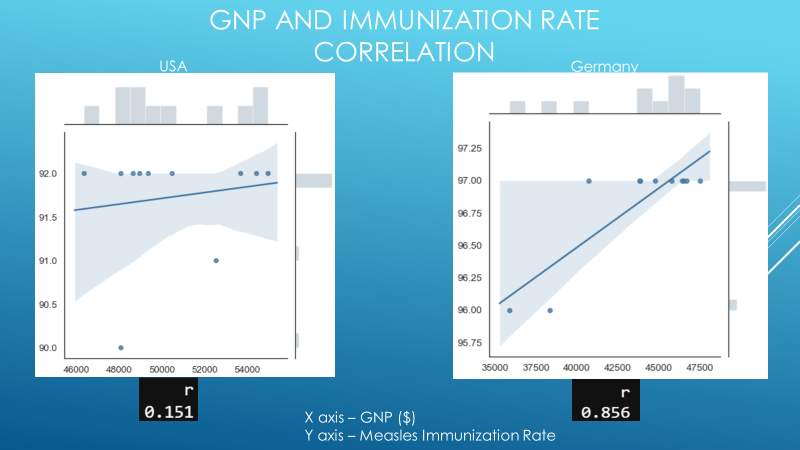 GNP AND IMMUNIZATION RATE
CORRELATION
USA
92.0
91.5
91.0
90.5
90.0
46000 48000 50000 52000 54000
r
0.151
Germany
97.25
97.00
96.75
96.50
96.25
96.00
95.75
35000 37500 40000 42500 45000 47500
r
0.856
X axis – GNP ($)
Y axis – Measles Immunization Rate